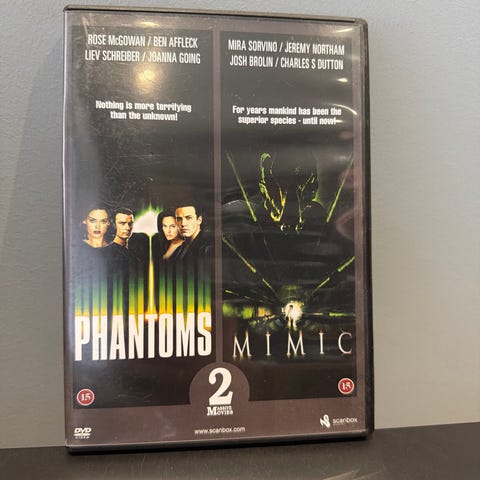 ROSE McGOWAN / BEN AFFLECK
LIEV SCHREIBER / JOANNA GOING
Nothing is more terrifying
than the unknown!
PHANTOMS
15
MIRA SORVINO / JEREMY NORTHAM
JOSH BROLIN / CHARLES S DUTTON
For years mankind has been the
superior species - until now!
MIMIC
15
2
MASSIVE
MOVIES
DVD
VIDEO
www.scanbox.com
scanbox